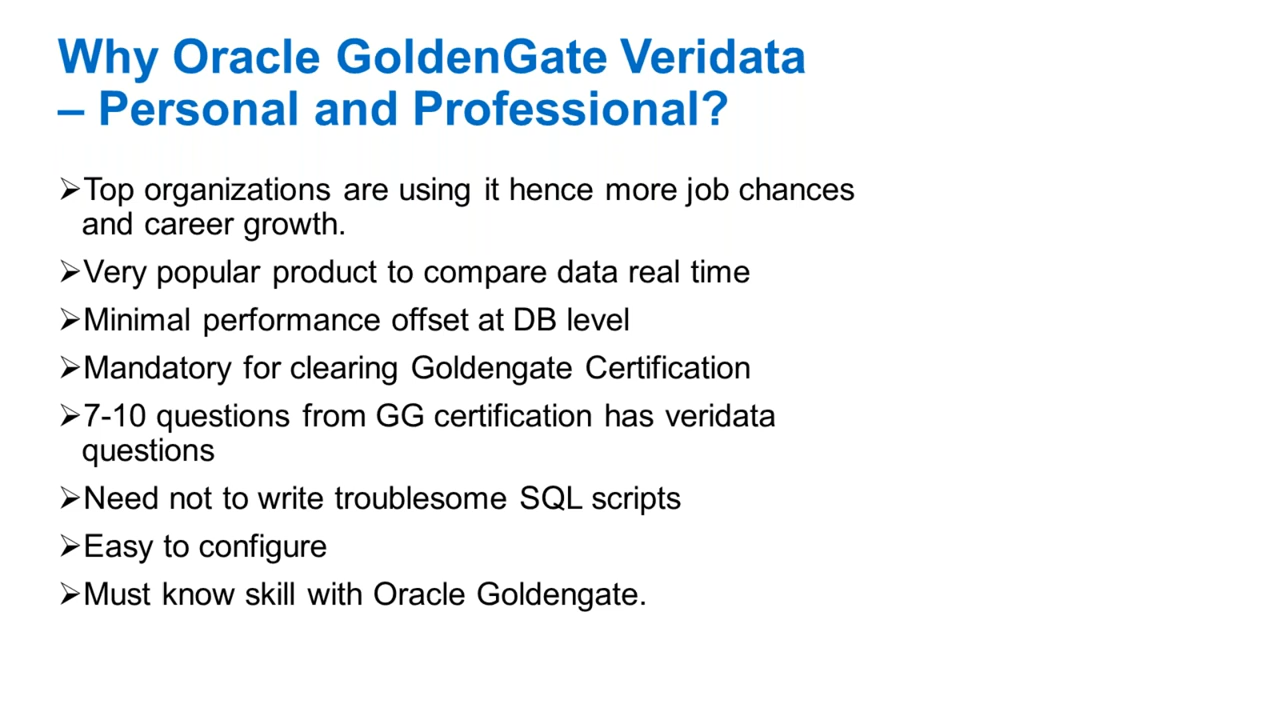 Why Oracle GoldenGate Veridata
– Personal and Professional?
➢Top organizations are using it hence more job chances
and career growth.
➢Very popular product to compare data real time
➢Minimal performance offset at DB level
➢Mandatory for clearing Goldengate Certification
➢7-10 questions from GG certification has veridata
questions
➢Need not to write troublesome SQL scripts
➢Easy to configure
➢Must know skill with Oracle Goldengate.